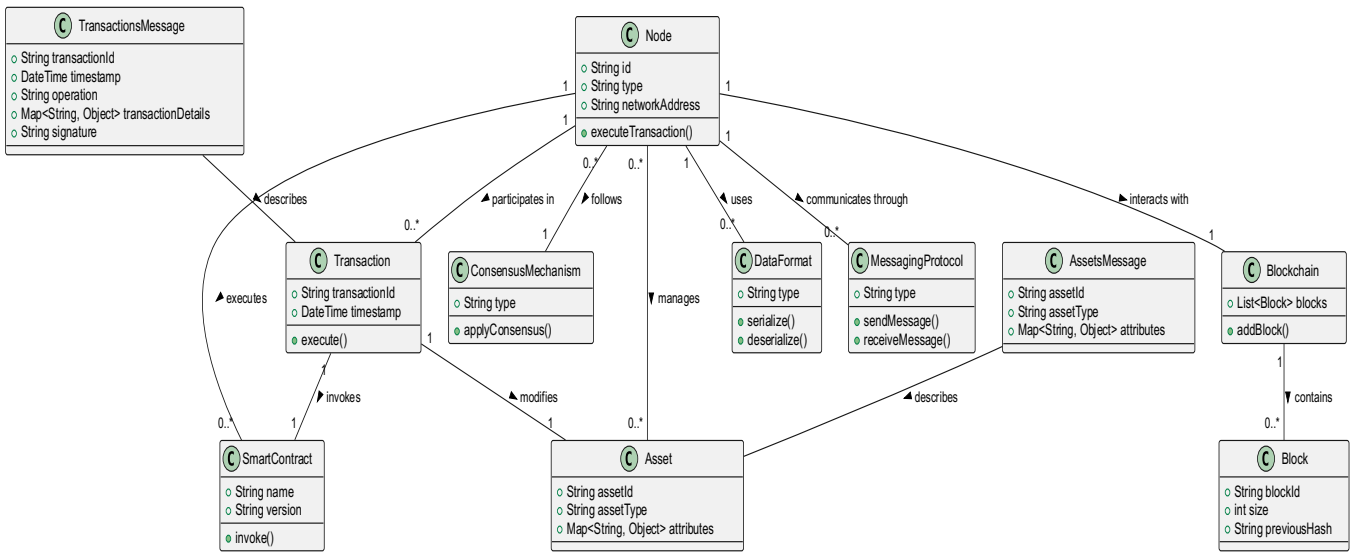 C TransactionsMessage
String transactionId
DateTime timestamp
String operation
Map<String, Object> transactionDetails
String signature
C Node
String id
String type
String networkAddress
executeTransaction()
1
1
1
1
1
0..*
0..*
1
describes
participates in
follows
uses
communicates through
interacts with
0..*
1
0..*
0..*
1
executes
manages
C Transaction
String transactionId
DateTime timestamp
execute()
C ConsensusMechanism
String type
applyConsensus()
C DataFormat
String type
serialize()
deserialize()
C MessagingProtocol
String type
sendMessage()
receiveMessage()
C AssetsMessage
String assetId
String assetType
Map<String, Object> attributes
C Blockchain
List<Block> blocks
addBlock()
1
1
1
invokes
modifies
describes
contains
0..*
1
1
0..*
0..*
C SmartContract
String name
String version
invoke()
C Asset
String assetId
String assetType
Map<String, Object> attributes
C Block
String blockId
int size
String previousHash